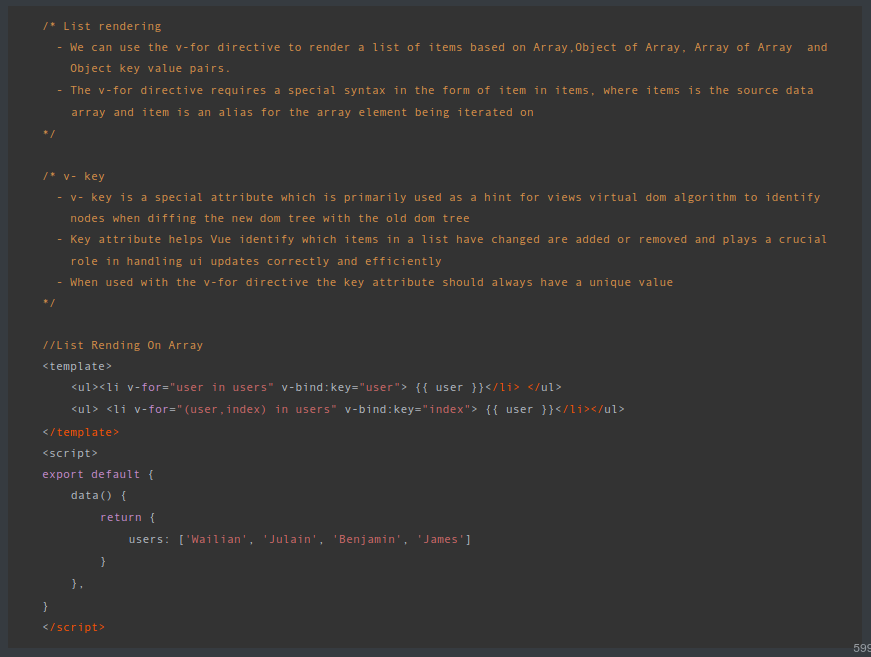 /* List rendering
- We can use the v-for directive to render a list of items based on Array,Object of Array, Array of Array  and
Object key value pairs.
- The v-for directive requires a special syntax in the form of item in items, where items is the source data
array and item is an alias for the array element being iterated on
*/
/* v- key
- v- key is a special attribute which is primarily used as a hint for views virtual dom algorithm to identify
nodes when diffing the new dom tree with the old dom tree
- Key attribute helps Vue identify which items in a list have changed are added or removed and plays a crucial
role in handling ui updates correctly and efficiently
- When used with the v-for directive the key attribute should always have a unique value
*/
//List Rending On Array
<template>
<ul><li v-for="user in users" v-bind:key="user"> {{ user }}</li> </ul>
<ul> <li v-for="(user,index) in users" v-bind:key="index"> {{ user }}</li></ul>
</template>
<script>
export default {
data() {
return {
users: ['Wailian', 'Julain', 'Benjamin', 'James']
}
},
}
</script>
599